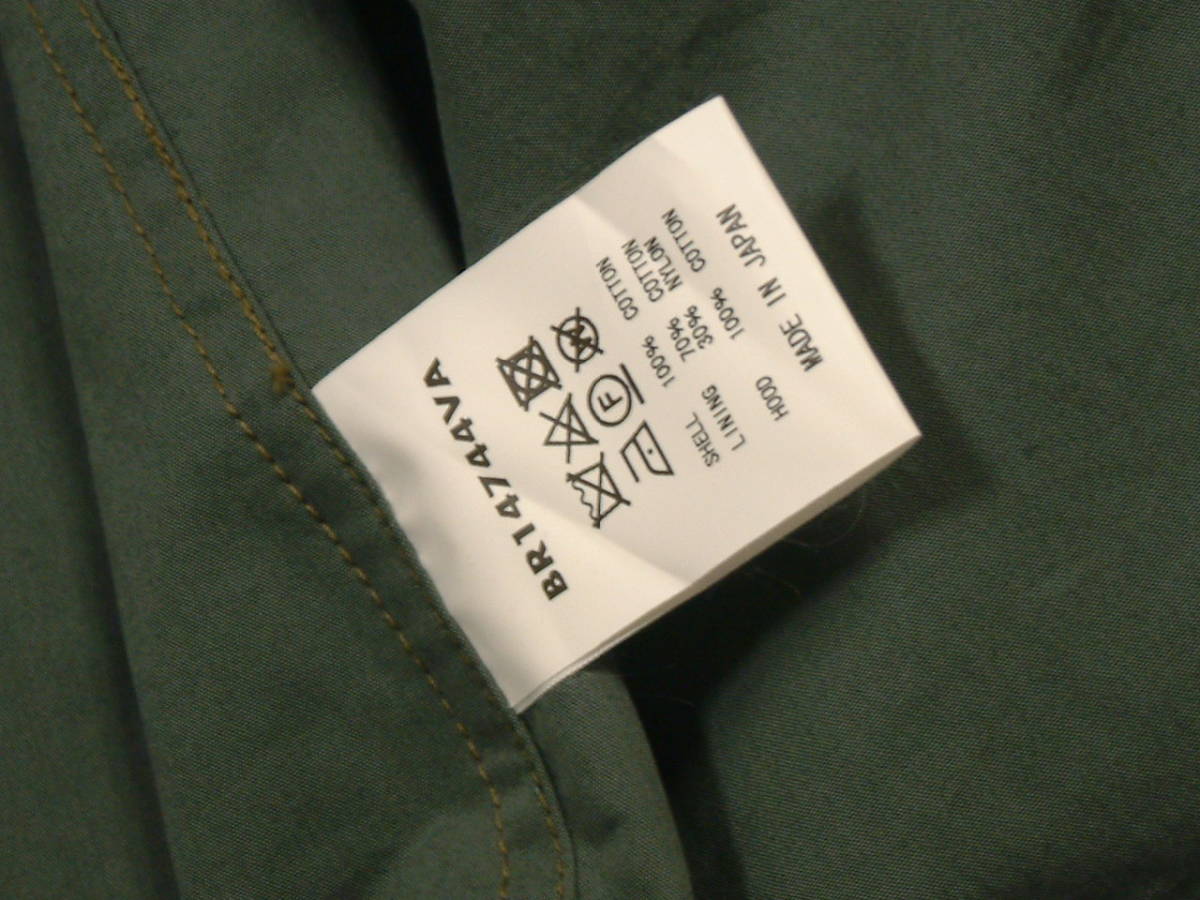 BR14744VA
F
W
SHELL 100% COTTON
LINING 70% COTTON
30% NYLON
HOOD 100% COTTON
MADE IN JAPAN